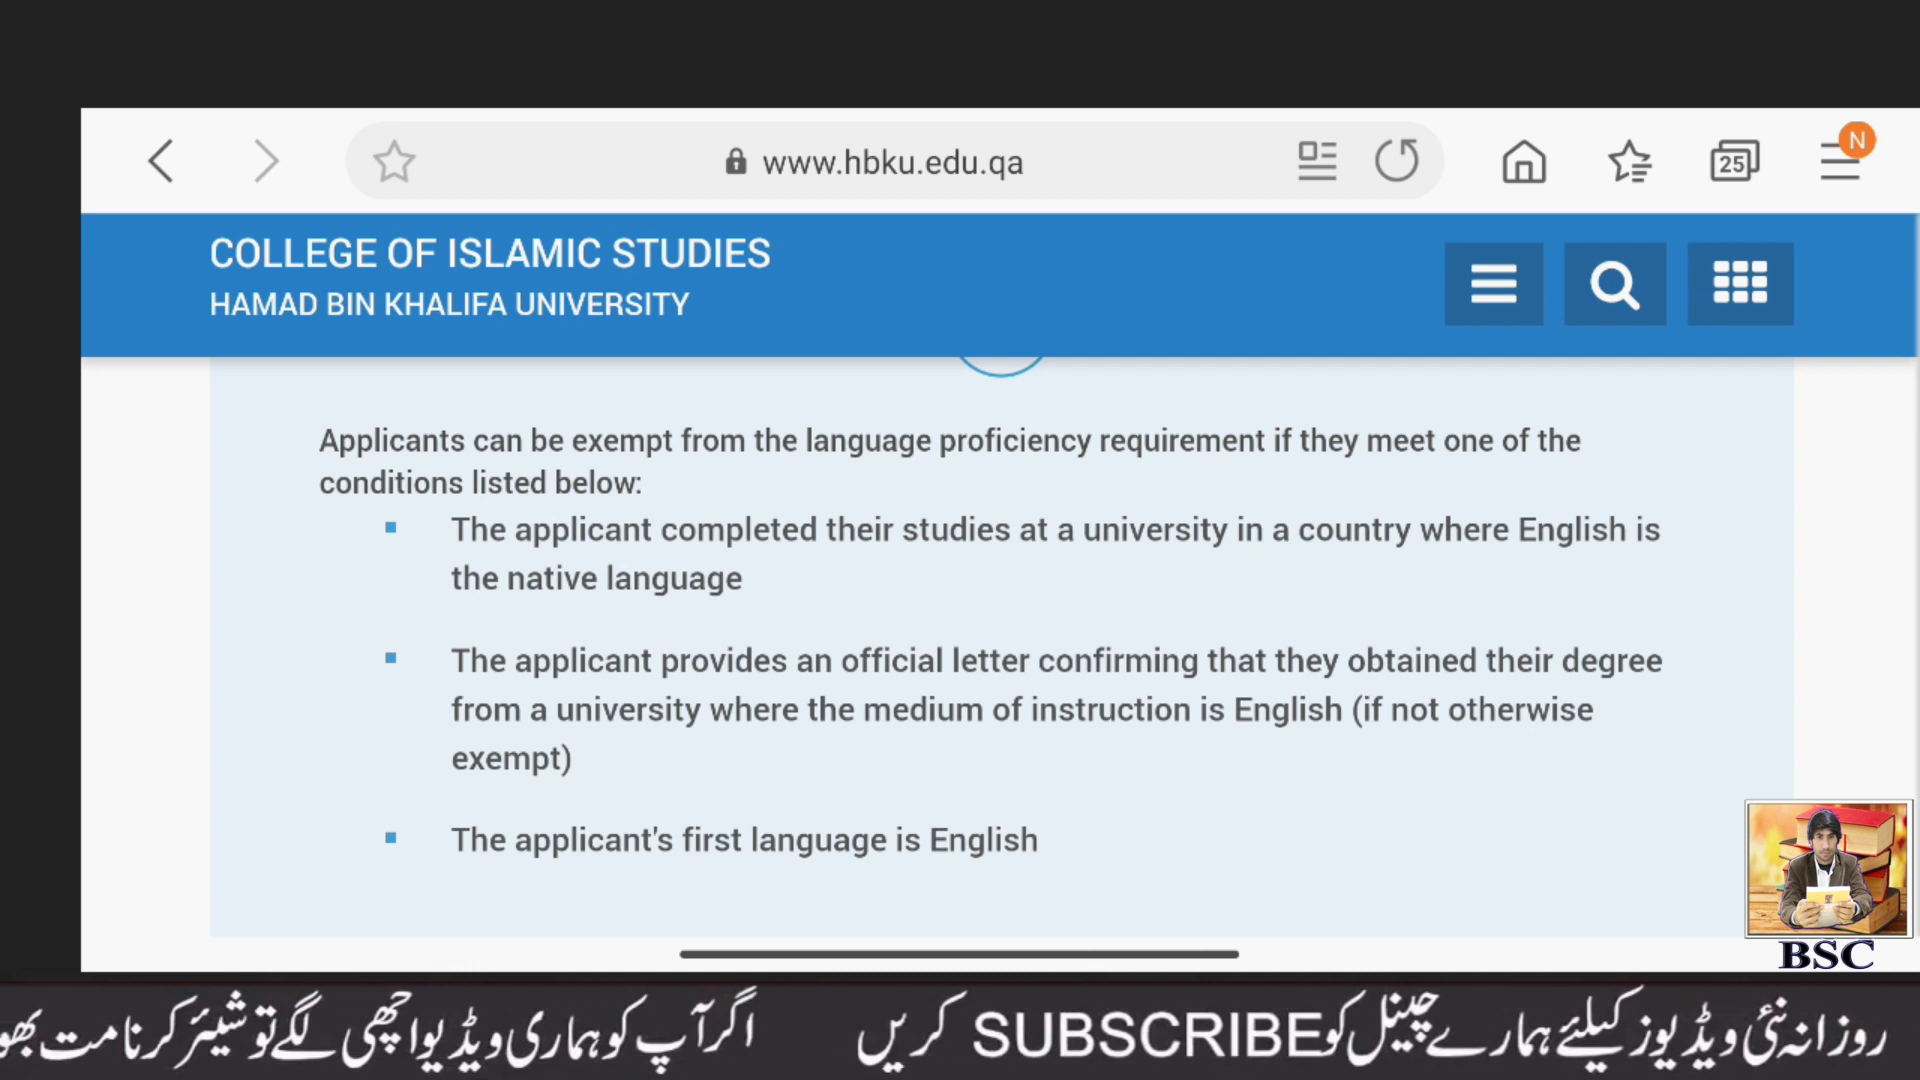 www.hbku.edu.qa
25
N
COLLEGE OF ISLAMIC STUDIES
HAMAD BIN KHALIFA UNIVERSITY
Applicants can be exempt from the language proficiency requirement if they meet one of the
conditions listed below:
The applicant completed their studies at a university in a country where English is
the native language
The applicant provides an official letter confirming that they obtained their degree
from a university where the medium of instruction is English (if not otherwise
exempt)
The applicant's first language is English
BSC
روزانہ نئی ویڈیوز کیلئے ہمارے چینل کو SUBSCRIBE کریں اگر آپ کو ہماری ویڈیو اچھی لگے تو شیئر کرنا مت